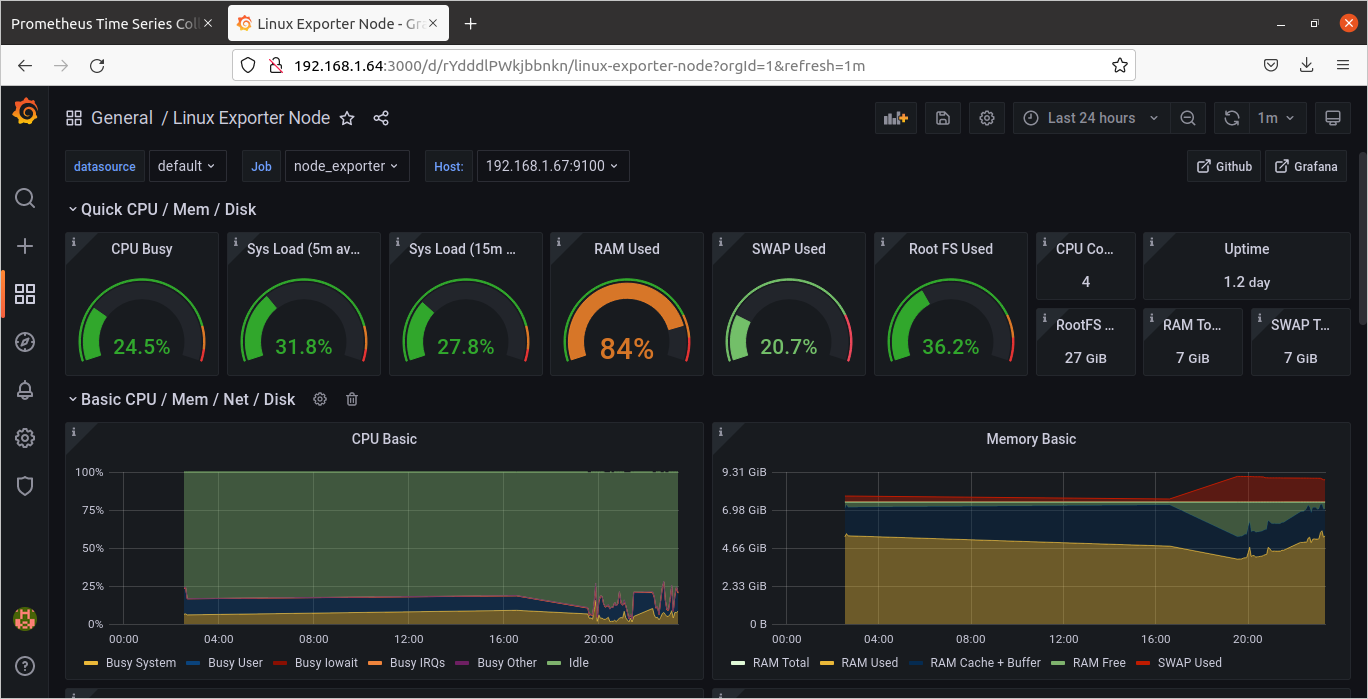 Prometheus Time Series Col
Linux Exporter Node - Gra
192.168.1.64:3000/d/rYdddlPWkjbbnkn/linux-exporter-node?orgId=1&refresh=1m
General / Linux Exporter Node
Last 24 hours
1m
datasource default Job node_exporter Host: 192.168.1.67:9100 Github Grafana
Quick CPU / Mem / Disk
CPU Busy
24.5%
Sys Load (5m av...
31.8%
Sys Load (15m ...
27.8%
RAM Used
84%
SWAP Used
20.7%
Root FS Used
36.2%
CPU Co...
4
Uptime
1.2 day
RootFS ...
27 GiB
RAM To...
7 GiB
SWAP T...
7 GiB
Basic CPU / Mem / Net / Disk
CPU Basic
100%
75%
50%
25%
0%
00:00 04:00 08:00 12:00 16:00 20:00
Busy System Busy User Busy Iowait Busy IRQs Busy Other Idle
Memory Basic
9.31 GiB
6.98 GiB
4.66 GiB
2.33 GiB
0 B
00:00 04:00 08:00 12:00 16:00 20:00
RAM Total RAM Used RAM Cache + Buffer RAM Free SWAP Used